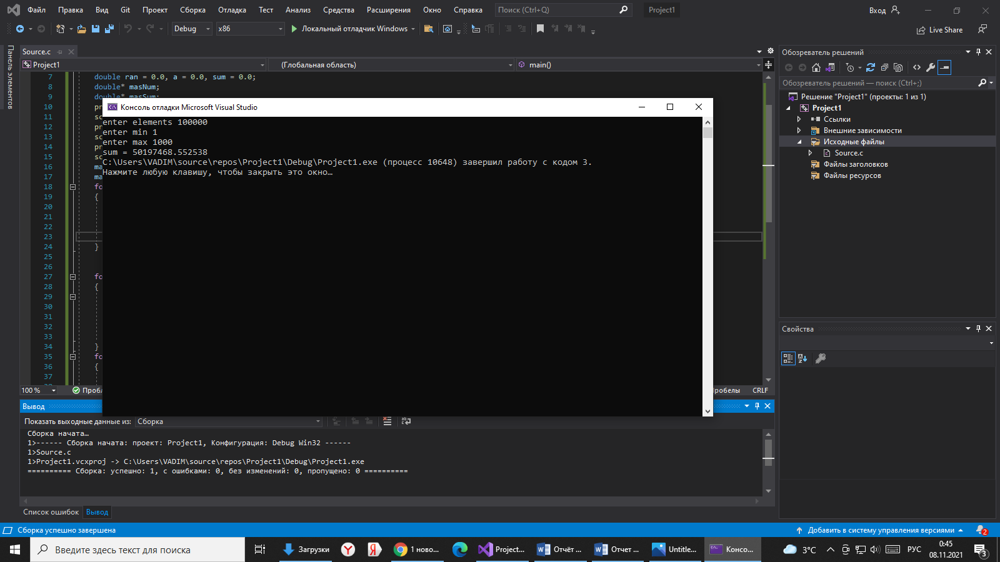 Файл Правка Вид Git Проект Сборка Отладка Тест Анализ Средства Расширения Окно Справка Поиск (Ctrl+Q) Project1 Вход
Debug x86 Локальный отладчик Windows Live Share
Панель элементов
Source.c
Project1 (Глобальная область) main()
7 double ran = 0.0, a = 0.0, sum = 0.0;
8 double* masNum;
9 double* masSum;
10 pr
11 sc
12 pr
13 sc
14 pr
15 sc
16 ma
17 ma
18 fo
19 {
20
21
22
23
24 }
25
26
27 fo
28 {
29
30
31
32
33
34 }
35 fo
36 {
37
38
Консоль отладки Microsoft Visual Studio
enter elements 100000
enter min 1
enter max 1000
sum = 50197468.552538
C:\Users\VADIM\source\repos\Project1\Debug\Project1.exe (процесс 10648) завершил работу с кодом 3.
Нажмите любую клавишу, чтобы закрыть это окно…
100 % Пробл робелы CRLF
Вывод
Показать выходные данные из: Сборка
Сборка начата…
1>------ Сборка начата: проект: Project1, Конфигурация: Debug Win32 ------
1>Source.c
1>Project1.vcxproj -> C:\Users\VADIM\source\repos\Project1\Debug\Project1.exe
========== Сборка: успешно: 1, с ошибками: 0, без изменений: 0, пропущено: 0 ==========
Список ошибок Вывод
Обозреватель решений
Обозреватель решений — поиск (Ctrl+;)
Решение "Project1" (проекты: 1 из 1)
Project1
Ссылки
Внешние зависимости
Исходные файлы
Source.c
Файлы заголовков
Файлы ресурсов
Свойства
Сборка успешно завершена Добавить в систему управления версиями 2
Введите здесь текст для поиска Загрузки 1 ново... Project... Отчёт ... Отчет ... Untitle... Консо... 3°C РУС 0:45
08.11.2021 3